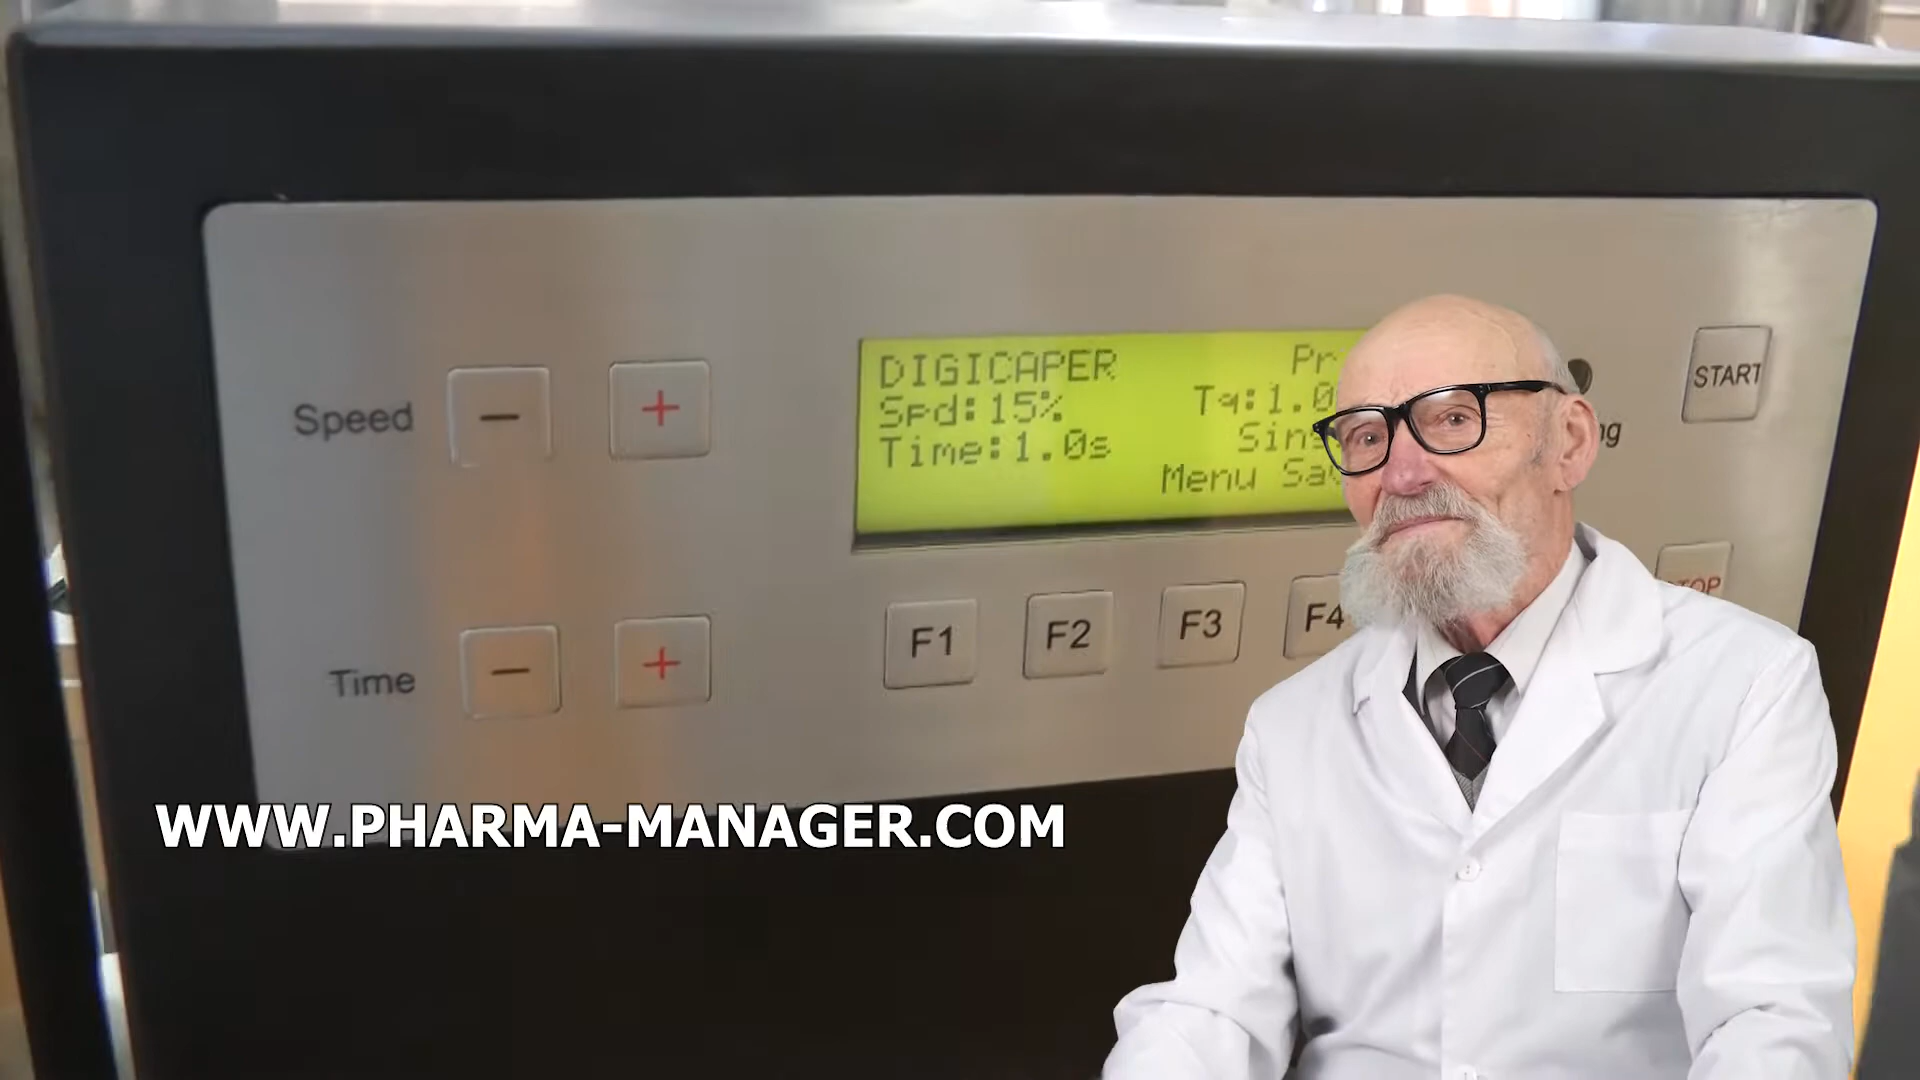 DIGICAPER
Spd:15%
Time:1.0s
Menu
Speed
START
F1 F2 F3 F4
Time
WWW.PHARMA-MANAGER.COM